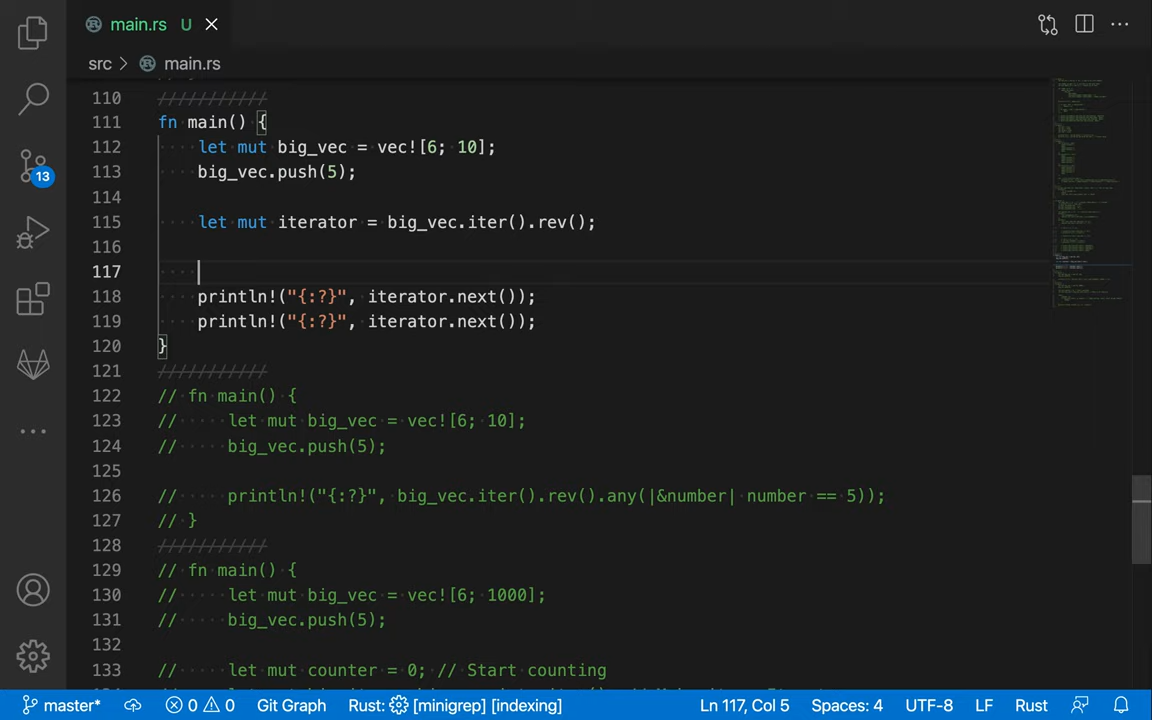 main.rs U
src > main.rs
110 ///////////
111 fn main() {
112 let mut big_vec = vec![6; 10];
113 big_vec.push(5);
114
115 let mut iterator = big_vec.iter().rev();
116
117
118 println!("{:?}", iterator.next());
119 println!("{:?}", iterator.next());
120 }
121 ///////////
122 // fn main() {
123 // let mut big_vec = vec![6; 10];
124 // big_vec.push(5);
125
126 // println!("{:?}", big_vec.iter().rev().any(|&number| number == 5));
127 // }
128 ///////////
129 // fn main() {
130 // let mut big_vec = vec![6; 1000];
131 // big_vec.push(5);
132
133 // let mut counter = 0; // Start counting
13
master* 0 0 Git Graph Rust: [minigrep] [indexing] Ln 117, Col 5 Spaces: 4 UTF-8 LF Rust